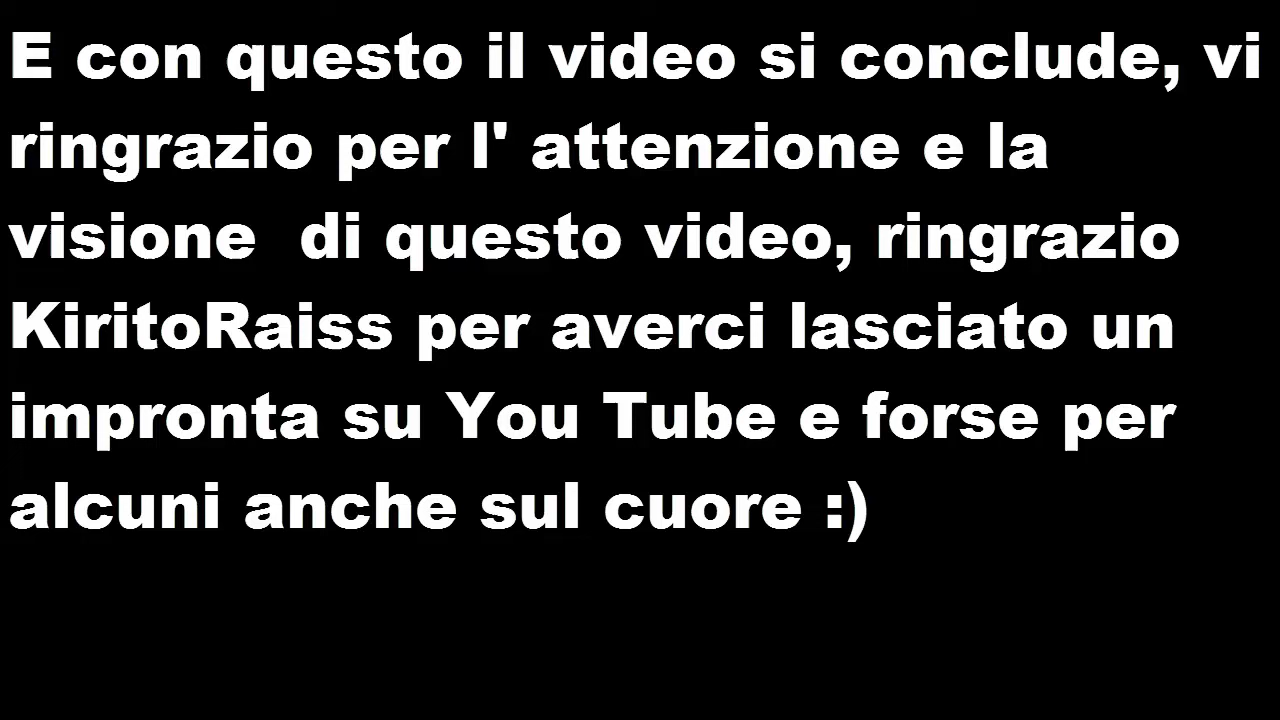 E con questo il video si conclude, vi
ringrazio per l' attenzione e la
visione  di questo video, ringrazio
KiritoRaiss per averci lasciato un
impronta su You Tube e forse per
alcuni anche sul cuore :)